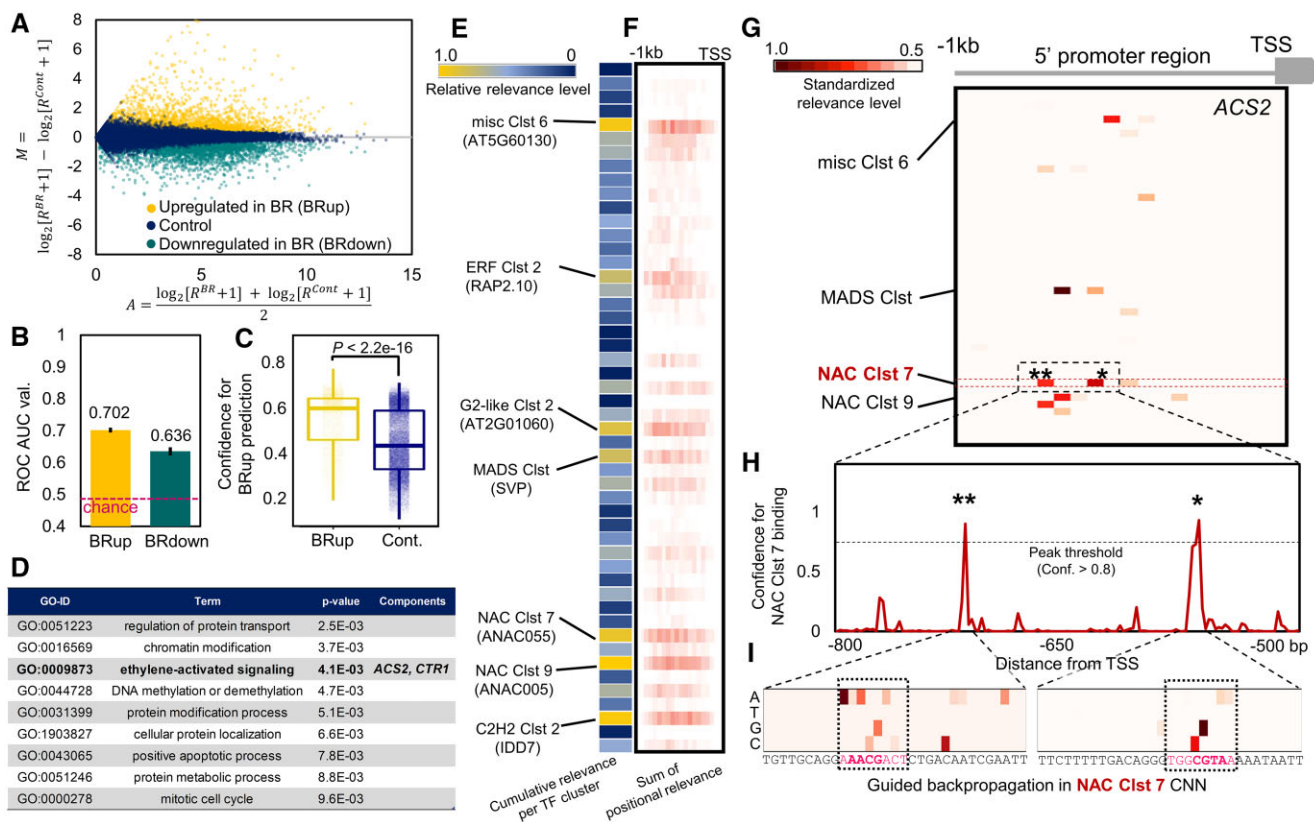 A
8
6
4
2
0
-2
-4
-6
-8
M =
log2[R^BR+1] − log2[R^Cont + 1]
Upregulated in BR (BRup)
Control
Downregulated in BR (BRdown)
0
5
10
15
A = (log2[R^BR+1] + log2[R^Cont + 1]) / 2
B
ROC AUC val.
1
0.9
0.8
0.7
0.6
0.5
0.4
0.702
0.636
chance
BRup
BRdown
C
Confidence for
BRup prediction
0.8
0.6
0.4
0.2
P < 2.2e-16
BRup
Cont.
D
GO-ID Term p-value Components
GO:0051223 regulation of protein transport 2.5E-03
GO:0016569 chromatin modification 3.7E-03
GO:0009873 ethylene-activated signaling 4.1E-03 ACS2, CTR1
GO:0044728 DNA methylation or demethylation 4.7E-03
GO:0031399 protein modification process 5.1E-03
GO:1903827 cellular protein localization 6.6E-03
GO:0043065 positive apoptotic process 7.8E-03
GO:0051246 protein metabolic process 8.8E-03
GO:0000278 mitotic cell cycle 9.6E-03
E
1.0
0
Relative relevance level
misc Clst 6
(AT5G60130)
ERF Clst 2
(RAP2.10)
G2-like Clst 2
(AT2G01060)
MADS Clst
(SVP)
NAC Clst 7
(ANAC055)
NAC Clst 9
(ANAC005)
C2H2 Clst 2
(IDD7)
Cumulative relevance
per TF cluster
F
-1kb
TSS
Sum of
positional relevance
G
1.0
0.5
Standardized
relevance level
-1kb
5' promoter region
TSS
ACS2
misc Clst 6
MADS Clst
NAC Clst 7
NAC Clst 9
**
*
H
Confidence for
NAC Clst 7 binding
1
0.5
0
**
*
Peak threshold
(Conf. > 0.8)
-800
-650
-500 bp
Distance from TSS
I
A
T
G
C
TGTTGCAGGAAACGACTCTGACAATCGAATT
TTCTTTTTGACAGGGTGGCGTAAAAATAATT
Guided backpropagation in NAC Clst 7 CNN